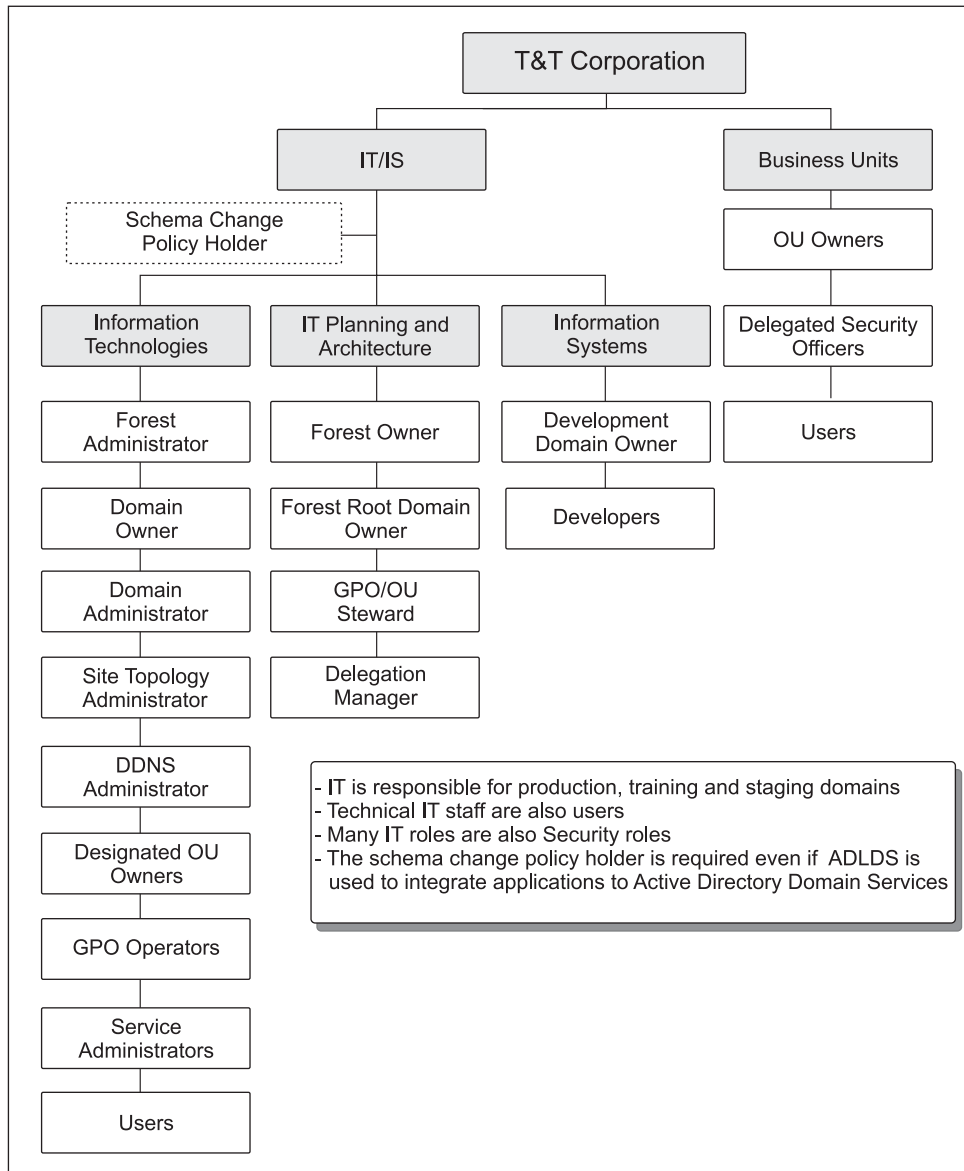 T&T Corporation
IT/IS
Business Units
Schema Change
Policy Holder
OU Owners
Information
Technologies
IT Planning and
Architecture
Information
Systems
Delegated Security
Officers
Forest
Administrator
Forest Owner
Development
Domain Owner
Users
Domain
Owner
Forest Root Domain
Owner
Developers
Domain
Administrator
GPO/OU
Steward
Site Topology
Administrator
Delegation
Manager
DDNS
Administrator
Designated OU
Owners
GPO Operators
Service
Administrators
Users
- IT is responsible for production, training and staging domains
- Technical IT staff are also users
- Many IT roles are also Security roles
- The schema change policy holder is required even if ADLDS is
used to integrate applications to Active Directory Domain Services